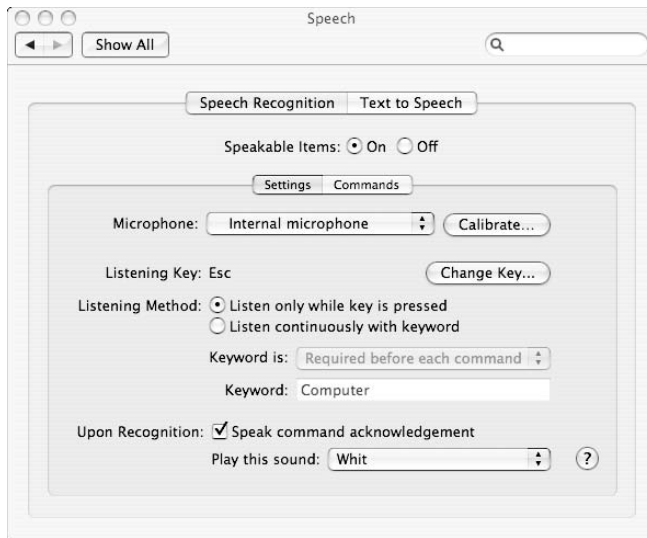 Speech
Show All
Speech Recognition Text to Speech
Speakable Items: On Off
Settings Commands
Microphone: Internal microphone Calibrate...
Listening Key: Esc Change Key...
Listening Method: Listen only while key is pressed
Listen continuously with keyword
Keyword is: Required before each command
Keyword: Computer
Upon Recognition: Speak command acknowledgement
Play this sound: Whit ?